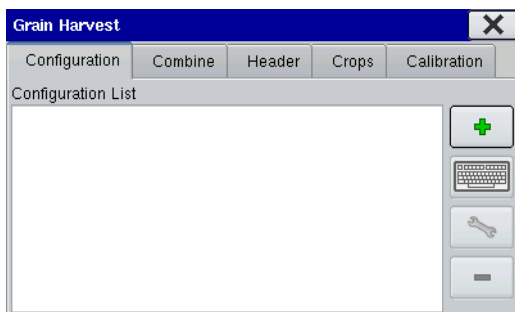 Grain Harvest
Configuration Combine Header Crops Calibration
Configuration List